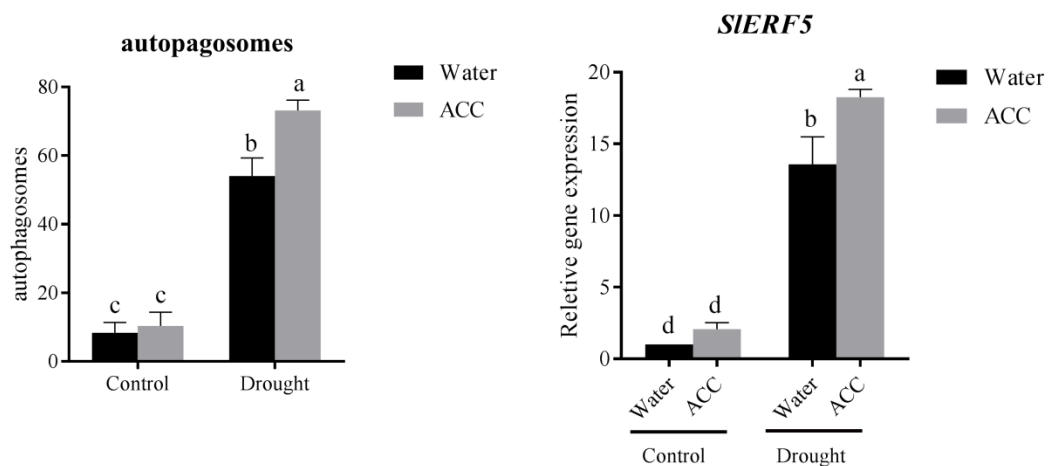 autopagosomes
Water
ACC
autophagosomes
80
60
40
20
0
c
c
b
a
Control
Drought
SlERF5
Water
ACC
Reletive gene expression
20
15
10
5
0
d
d
b
a
Water
ACC
Water
ACC
Control
Drought